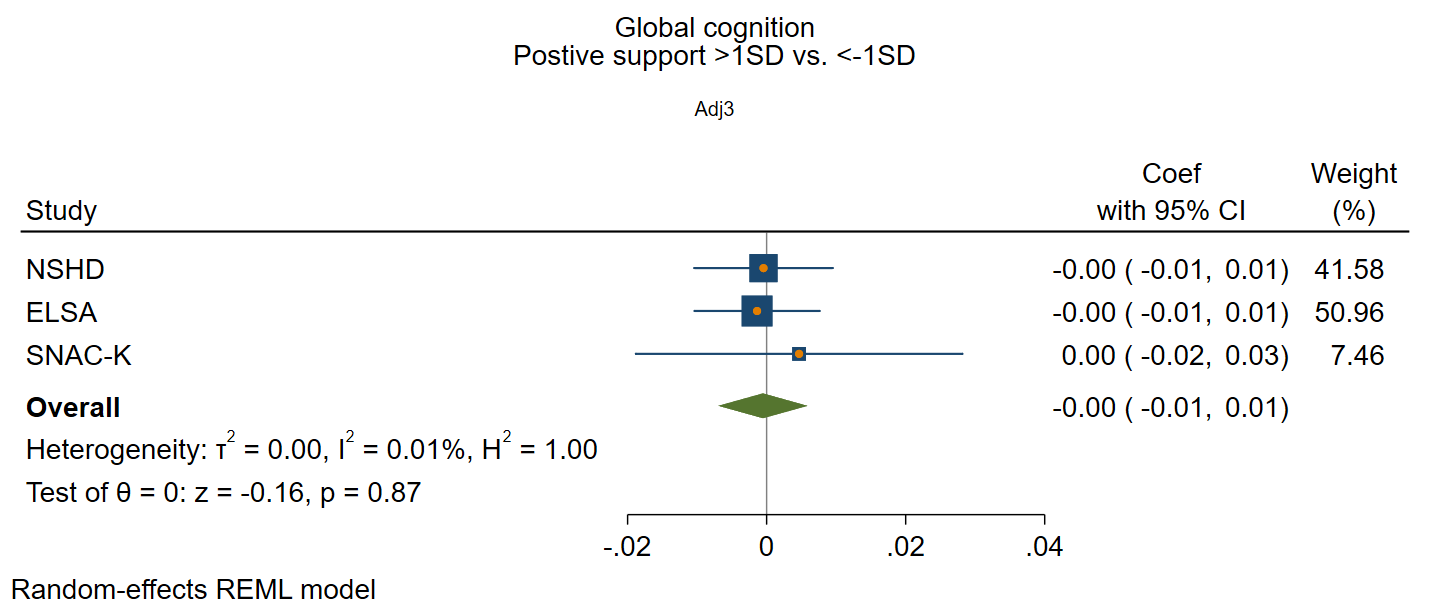 Global cognition
Postive support >1SD vs. <-1SD
Adj3
Coef Weight
Study with 95% CI (%)
NSHD -0.00 ( -0.01, 0.01) 41.58
ELSA -0.00 ( -0.01, 0.01) 50.96
SNAC-K 0.00 ( -0.02, 0.03) 7.46
Overall -0.00 ( -0.01, 0.01)
Heterogeneity: τ² = 0.00, I² = 0.01%, H² = 1.00
Test of θ = 0: z = -0.16, p = 0.87
-.02 0 .02 .04
Random-effects REML model